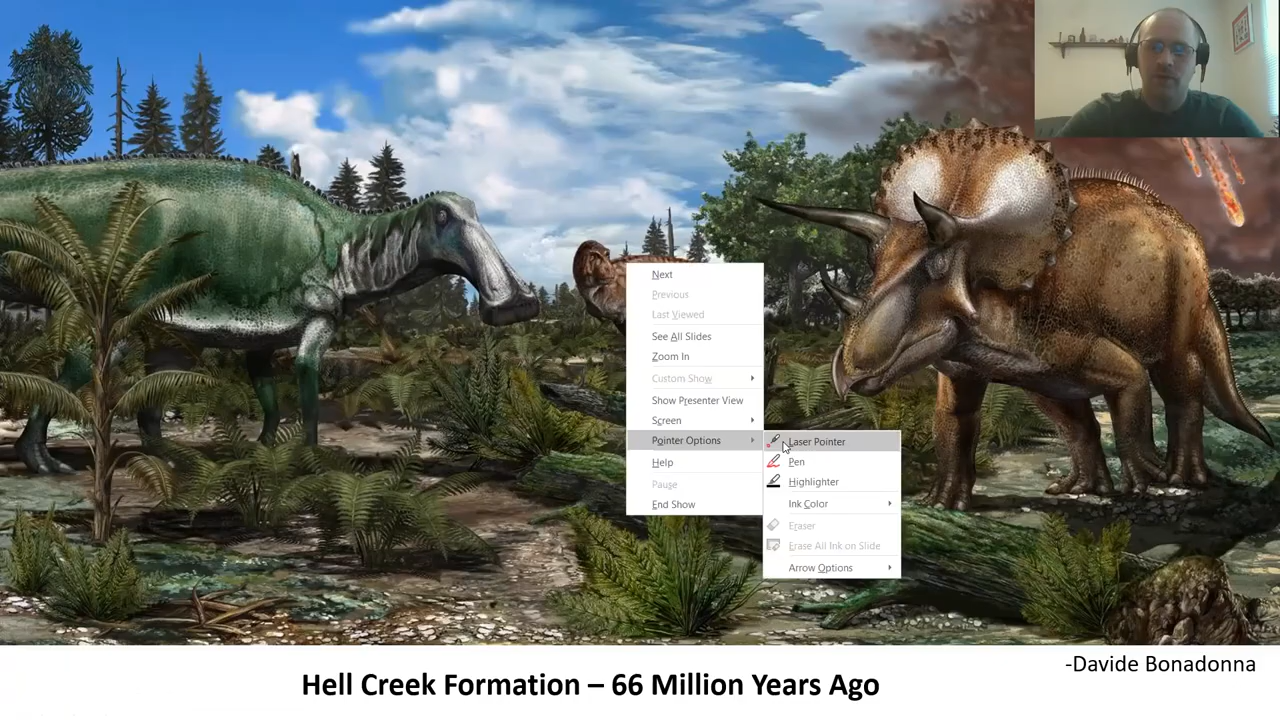 Next
Previous
Last Viewed
See All Slides
Zoom In
Custom Show
Show Presenter View
Screen
Pointer Options
Help
Pause
End Show
Laser Pointer
Pen
Highlighter
Ink Color
Eraser
Erase All Ink on Slide
Arrow Options
-Davide Bonadonna
Hell Creek Formation – 66 Million Years Ago